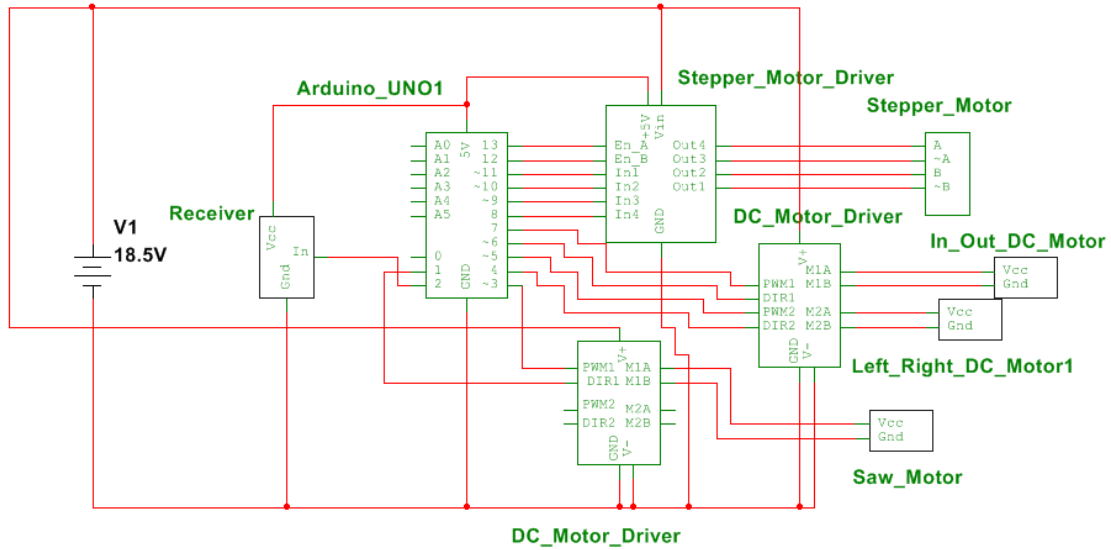 Arduino_UNO1
Stepper_Motor_Driver
Stepper_Motor
V1
18.5V
Receiver
Vcc
In
Gnd
5V
GND
A0
A1
A2
A3
A4
A5
0
1
2
13
12
~11
~10
~9
8
7
~6
~5
4
~3
+5V
Vin
En_A
En_B
In1
In2
In3
In4
Out4
Out3
Out2
Out1
GND
A
~A
B
~B
DC_Motor_Driver
V+
PWM1
DIR1
PWM2
DIR2
M1A
M1B
M2A
M2B
GND
V-
In_Out_DC_Motor
Vcc
Gnd
Vcc
Gnd
Left_Right_DC_Motor1
V+
PWM1
DIR1
PWM2
DIR2
M1A
M1B
M2A
M2B
GND
V-
DC_Motor_Driver
Vcc
Gnd
Saw_Motor